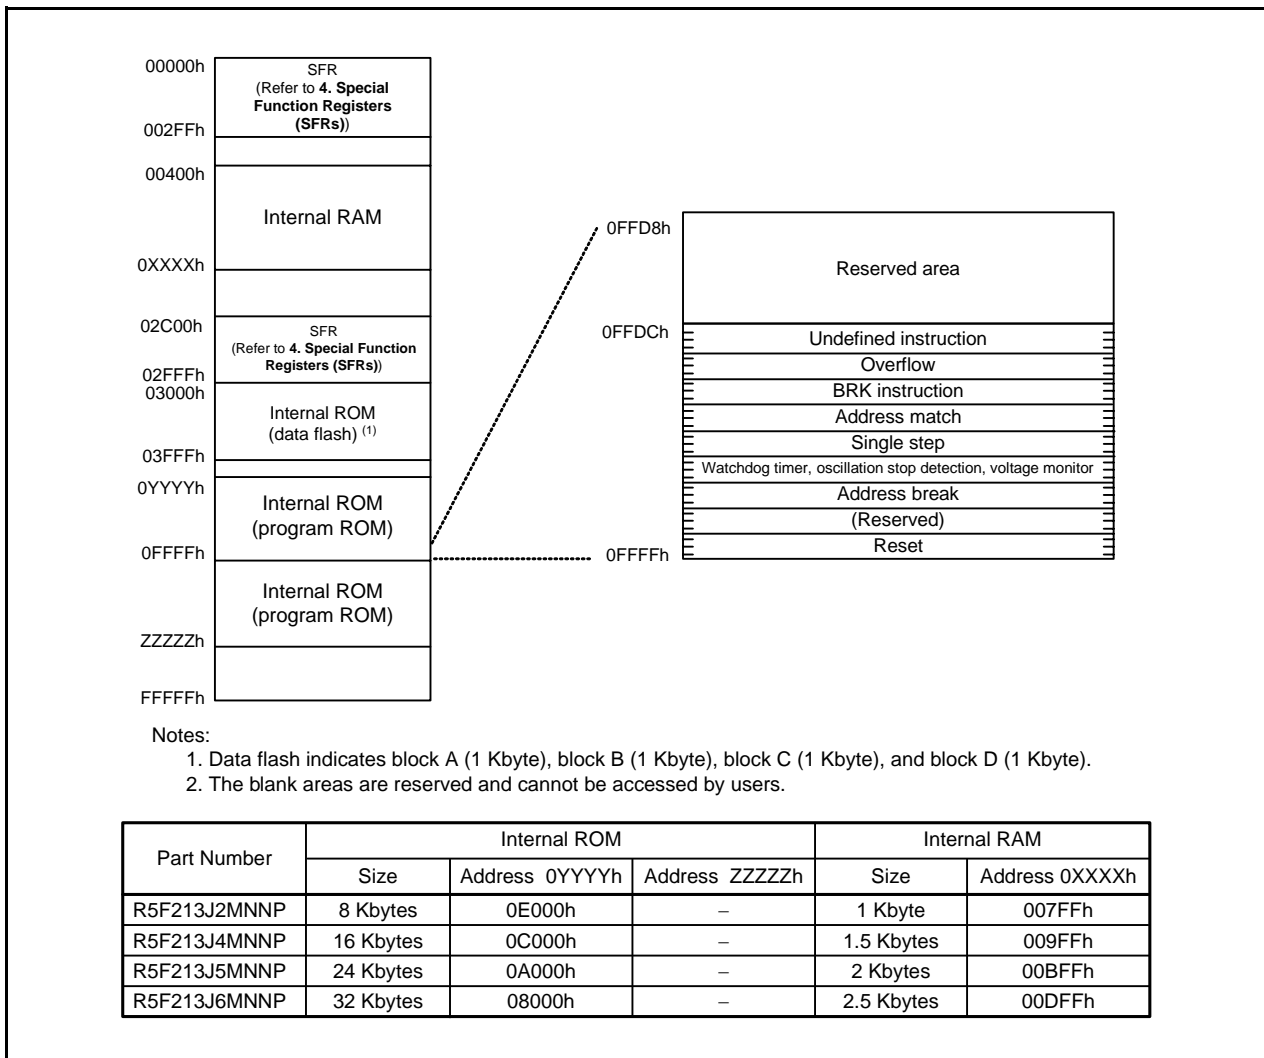 00000h
SFR
(Refer to 4. Special
Function Registers
(SFRs))
002FFh
00400h
Internal RAM
0XXXXh
02C00h
SFR
(Refer to 4. Special Function
Registers (SFRs))
02FFFh
03000h
Internal ROM
(data flash) (1)
03FFFh
0YYYYh
Internal ROM
(program ROM)
0FFFFh
Internal ROM
(program ROM)
ZZZZZh
FFFFFh
0FFD8h
Reserved area
0FFDCh
Undefined instruction
Overflow
BRK instruction
Address match
Single step
Watchdog timer, oscillation stop detection, voltage monitor
Address break
(Reserved)
Reset
0FFFFh
Notes:
1. Data flash indicates block A (1 Kbyte), block B (1 Kbyte), block C (1 Kbyte), and block D (1 Kbyte).
2. The blank areas are reserved and cannot be accessed by users.
Part Number Internal ROM Internal RAM
Size Address 0YYYYh Address ZZZZZh Size Address 0XXXXh
R5F213J2MNNP 8 Kbytes 0E000h – 1 Kbyte 007FFh
R5F213J4MNNP 16 Kbytes 0C000h – 1.5 Kbytes 009FFh
R5F213J5MNNP 24 Kbytes 0A000h – 2 Kbytes 00BFFh
R5F213J6MNNP 32 Kbytes 08000h – 2.5 Kbytes 00DFFh